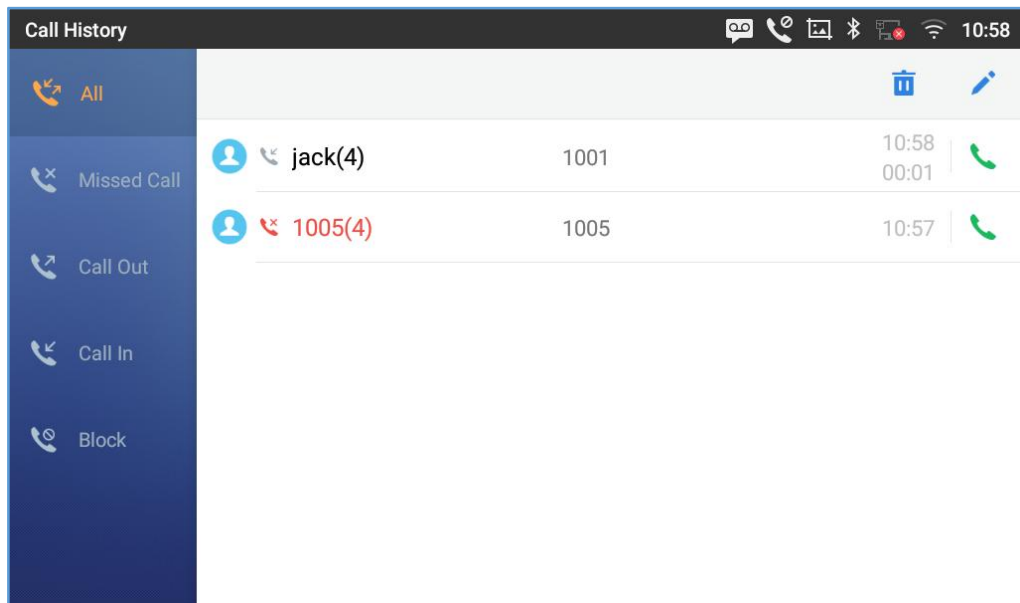 Call History 10:58
All
Missed Call
Call Out
Call In
Block
jack(4) 1001 10:58
00:01
1005(4) 1005 10:57